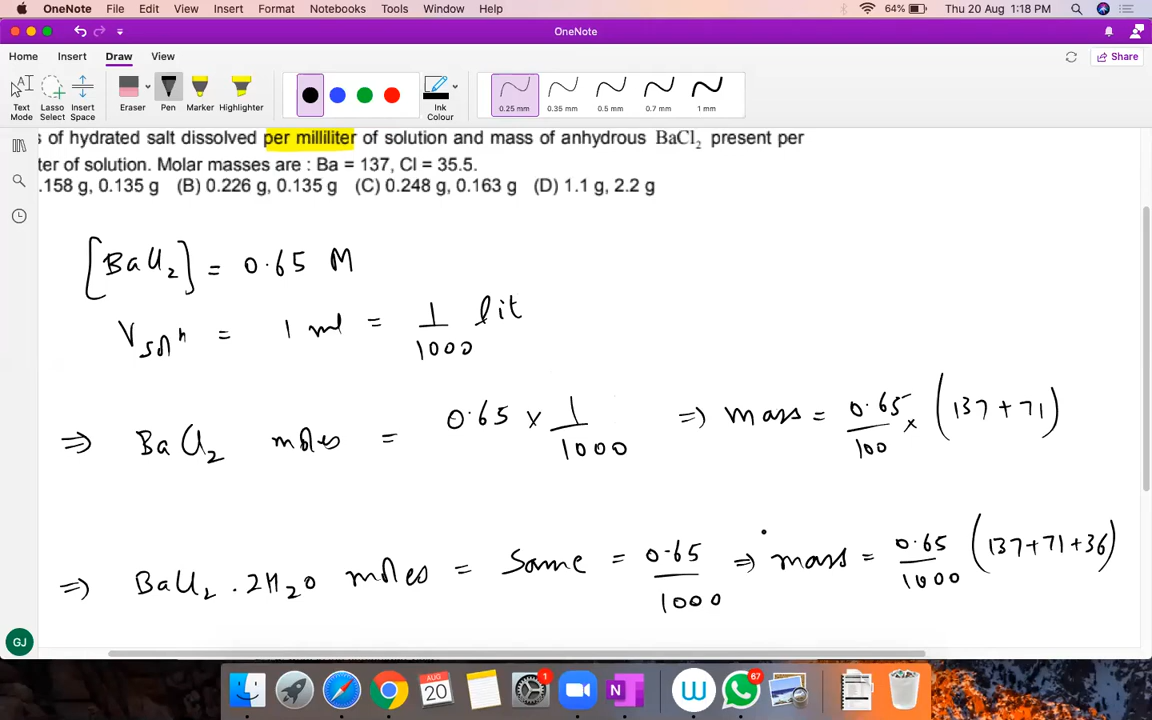 OneNote File Edit View Insert Format Notebooks Tools Window Help 64% Thu 20 Aug 1:18 PM
OneNote
Home Insert Draw View Share
Text Mode Lasso Select Insert Space Eraser Pen Marker Highlighter Ink Colour 0.25 mm 0.35 mm 0.5 mm 0.7 mm 1 mm
of hydrated salt dissolved per milliliter of solution and mass of anhydrous BaCl₂ present per
ter of solution. Molar masses are : Ba = 137, Cl = 35.5.
.158 g, 0.135 g (B) 0.226 g, 0.135 g (C) 0.248 g, 0.163 g (D) 1.1 g, 2.2 g
[BaCl₂] = 0.65 M
V solⁿ = 1 ml = 1/1000 lit
⇒ BaCl₂ moles = 0.65 × 1/1000 ⇒ mass = 0.65/100 × (137+71)
⇒ BaCl₂.2H₂O moles = Same = 0.65/1000 ⇒ mass = 0.65/1000 (137+71+36)
GJ
AUG 20 1 67